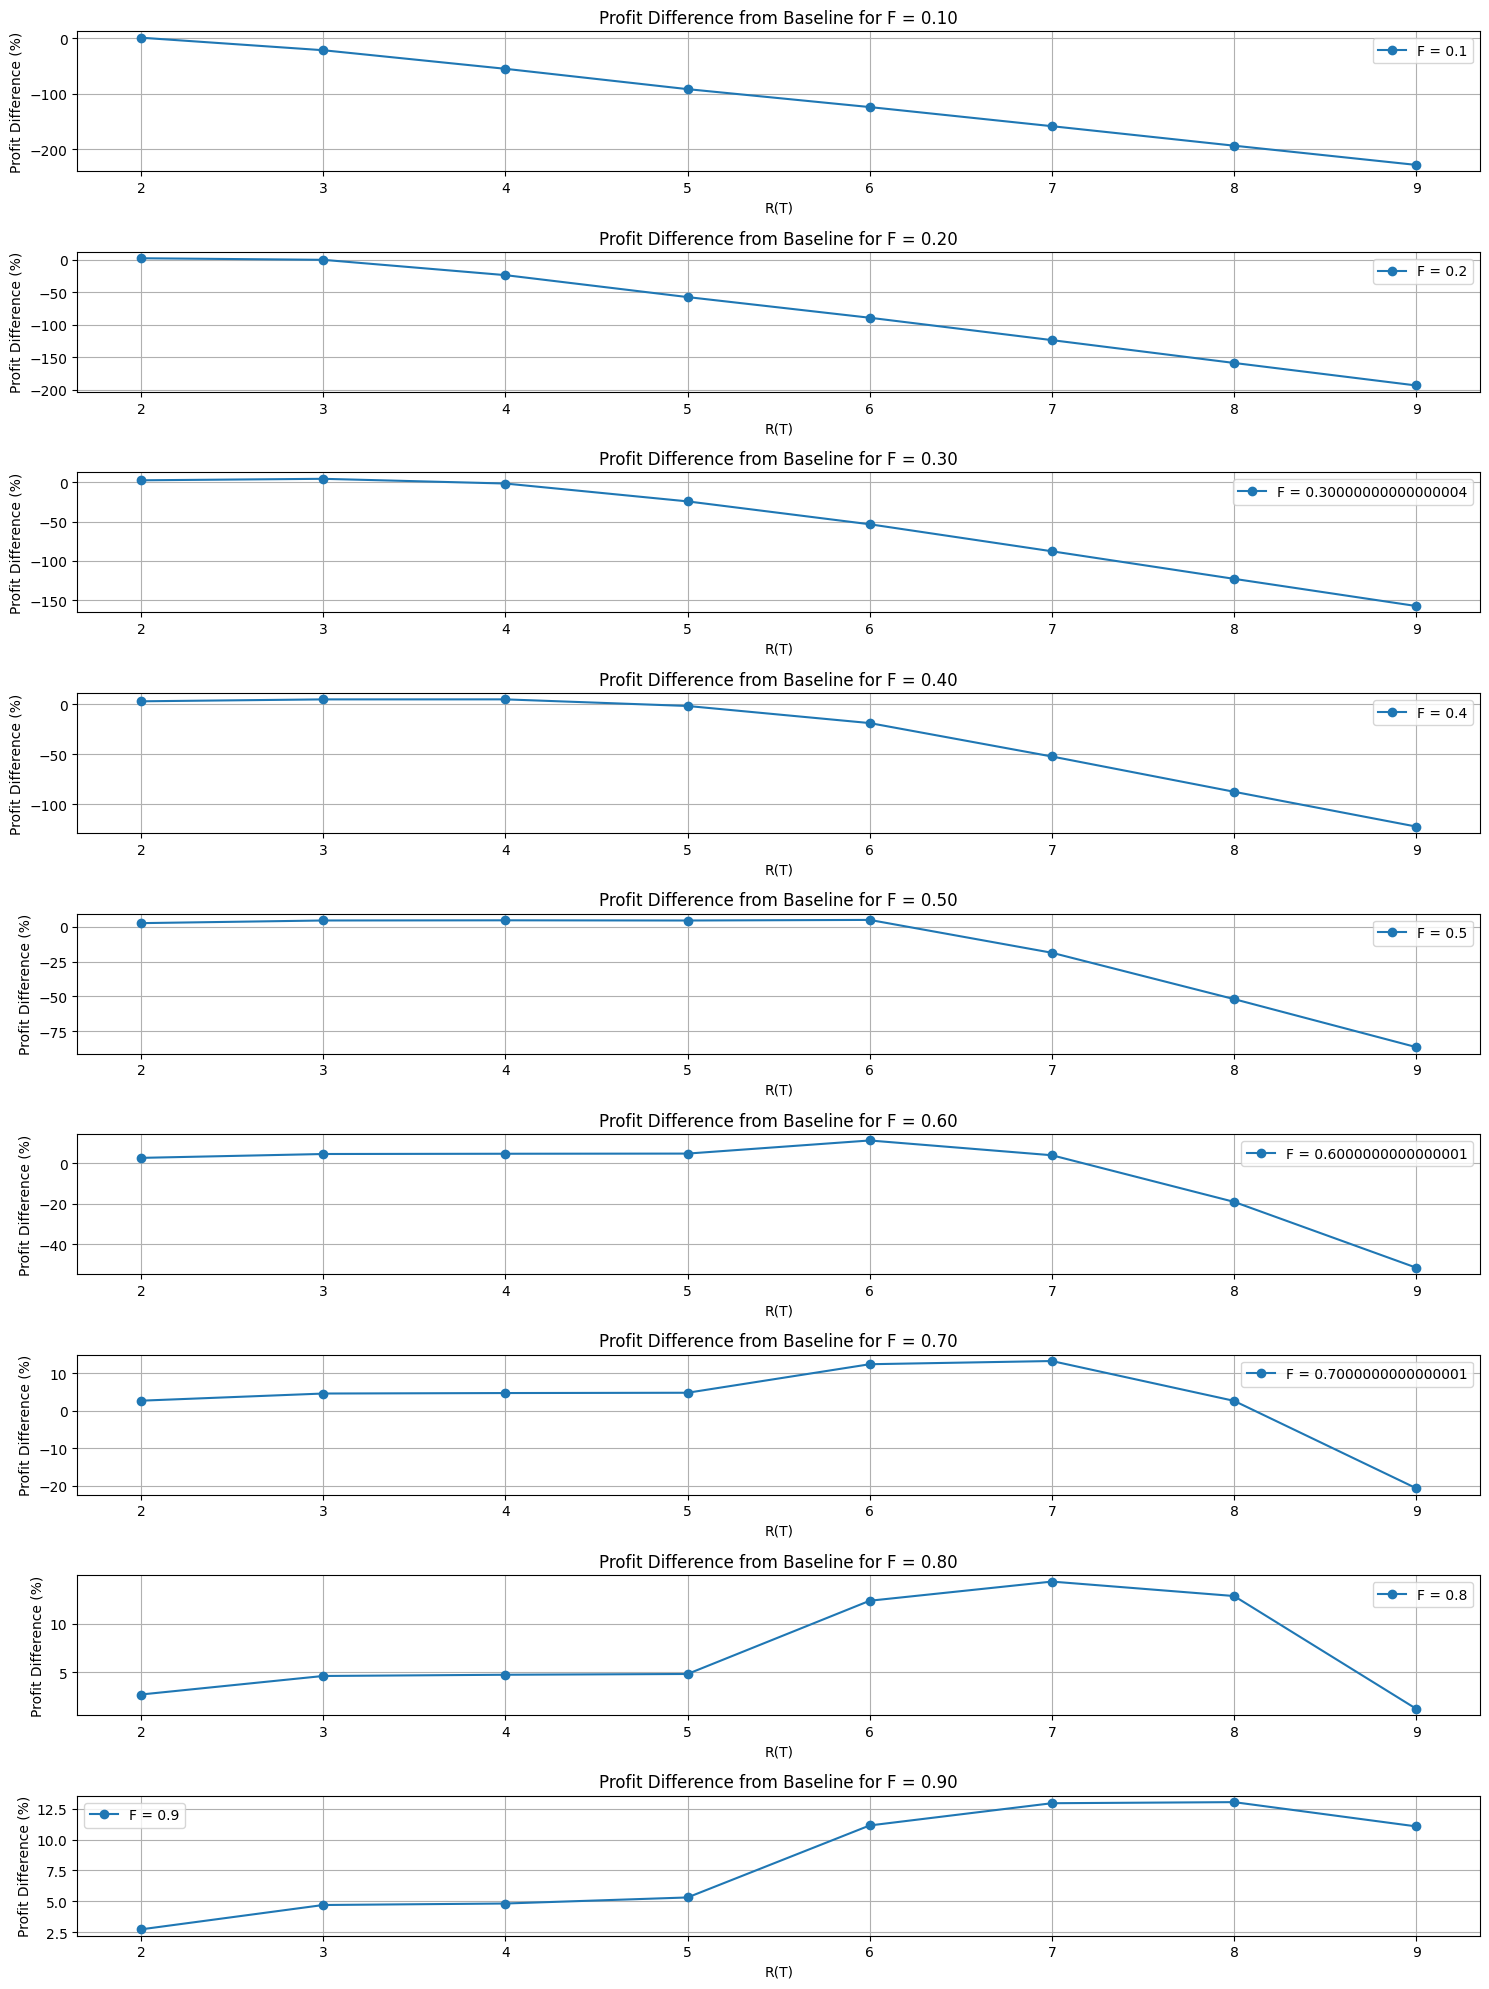 Profit Difference from Baseline for F = 0.10
Profit Difference (%)
0
−100
−200
F = 0.1
2 3 4 5 6 7 8 9
R(T)
Profit Difference from Baseline for F = 0.20
Profit Difference (%)
0
−50
−100
−150
−200
F = 0.2
2 3 4 5 6 7 8 9
R(T)
Profit Difference from Baseline for F = 0.30
Profit Difference (%)
0
−50
−100
−150
F = 0.30000000000000004
2 3 4 5 6 7 8 9
R(T)
Profit Difference from Baseline for F = 0.40
Profit Difference (%)
0
−50
−100
F = 0.4
2 3 4 5 6 7 8 9
R(T)
Profit Difference from Baseline for F = 0.50
Profit Difference (%)
0
−25
−50
−75
F = 0.5
2 3 4 5 6 7 8 9
R(T)
Profit Difference from Baseline for F = 0.60
Profit Difference (%)
0
−20
−40
F = 0.6000000000000001
2 3 4 5 6 7 8 9
R(T)
Profit Difference from Baseline for F = 0.70
Profit Difference (%)
10
0
−10
−20
F = 0.7000000000000001
2 3 4 5 6 7 8 9
R(T)
Profit Difference from Baseline for F = 0.80
Profit Difference (%)
10
5
F = 0.8
2 3 4 5 6 7 8 9
R(T)
Profit Difference from Baseline for F = 0.90
Profit Difference (%)
12.5
10.0
7.5
5.0
2.5
F = 0.9
2 3 4 5 6 7 8 9
R(T)